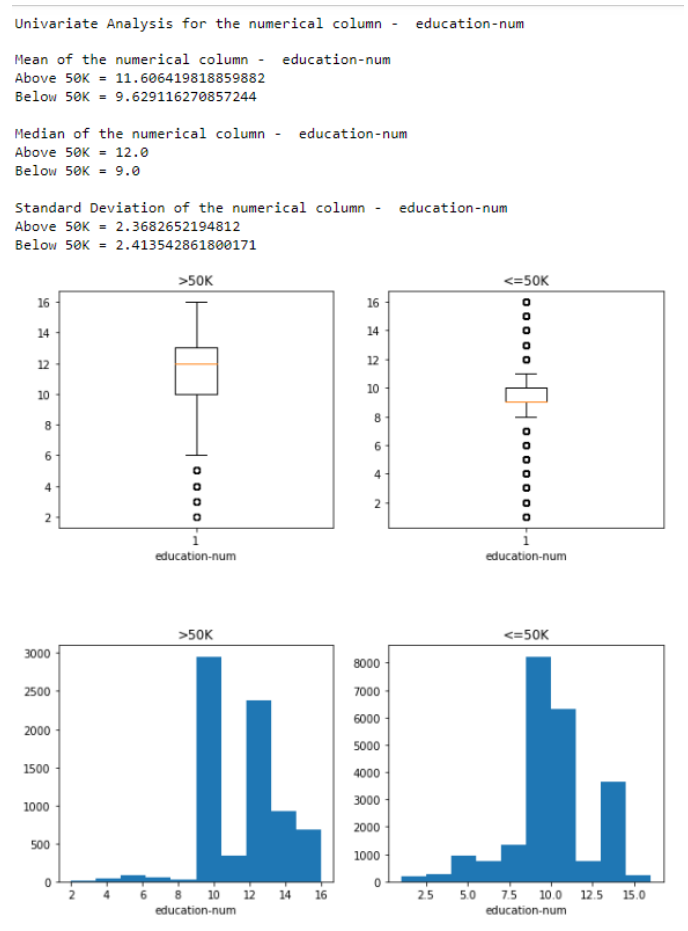 Univariate Analysis for the numerical column -  education-num
Mean of the numerical column -  education-num
Above 50K = 11.606419818859882
Below 50K = 9.629116270857244
Median of the numerical column -  education-num
Above 50K = 12.0
Below 50K = 9.0
Standard Deviation of the numerical column -  education-num
Above 50K = 2.3682652194812
Below 50K = 2.413542861800171
>50K
16
14
12
10
8
6
4
2
1
education-num
<=50K
16
14
12
10
8
6
4
2
1
education-num
>50K
3000
2500
2000
1500
1000
500
0
2 4 6 8 10 12 14 16
education-num
<=50K
8000
7000
6000
5000
4000
3000
2000
1000
0
2.5 5.0 7.5 10.0 12.5 15.0
education-num